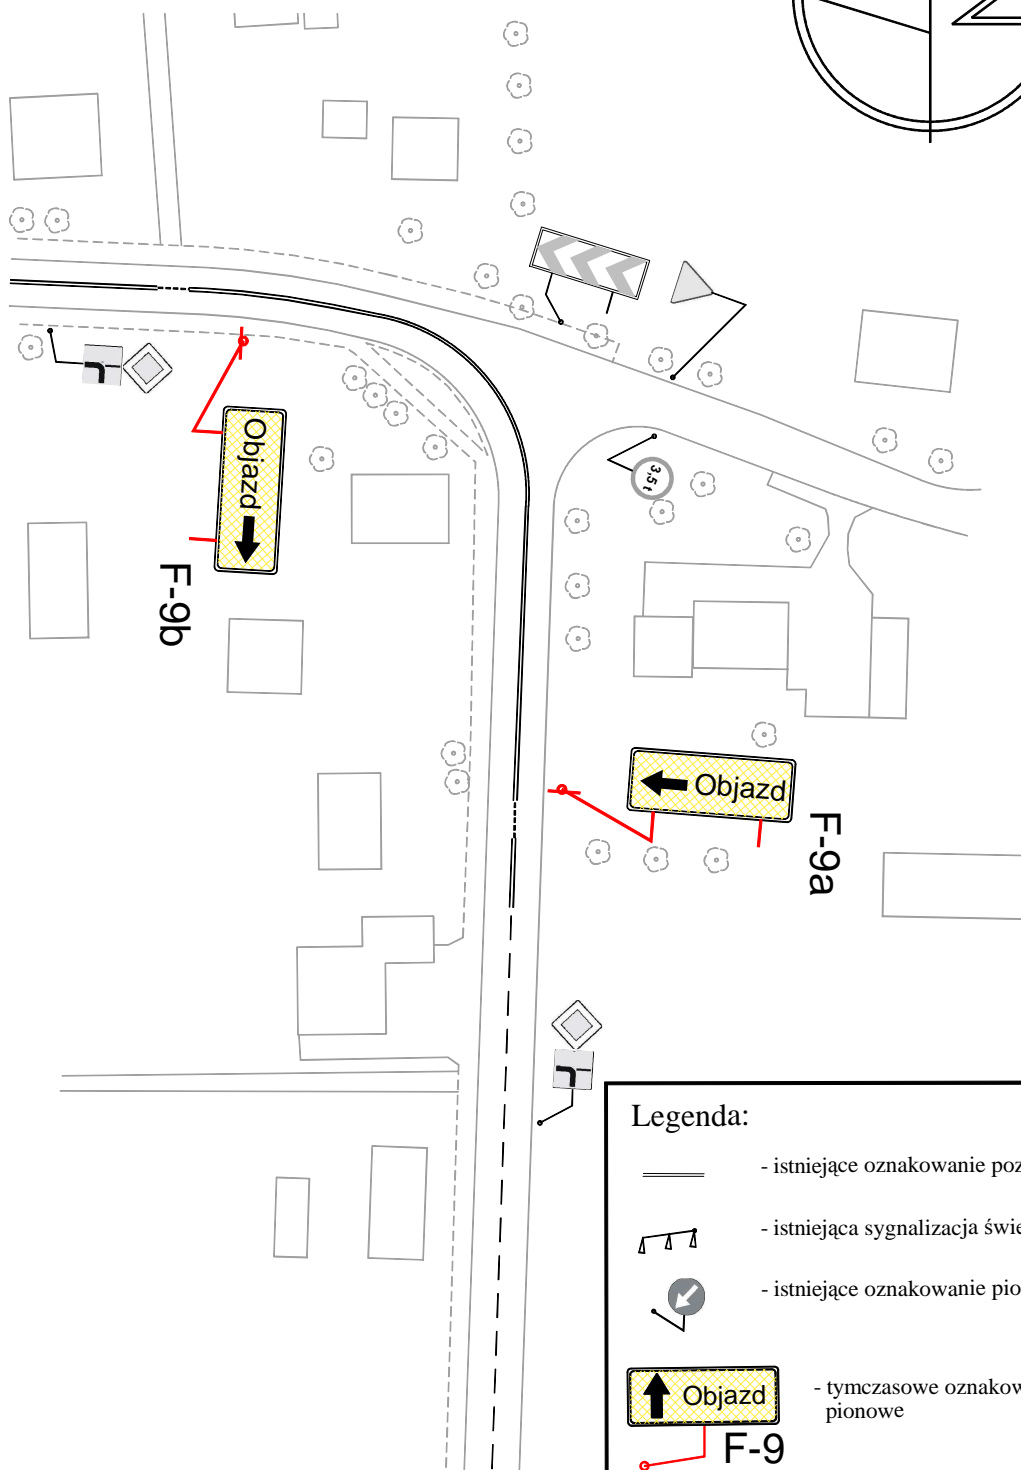 3,5 t
Objazd
F-9b
Objazd
F-9a
Legenda:
- istniejące oznakowanie poz
- istniejąca sygnalizacja świe
- istniejące oznakowanie pio
Objazd
- tymczasowe oznakow
pionowe
F-9